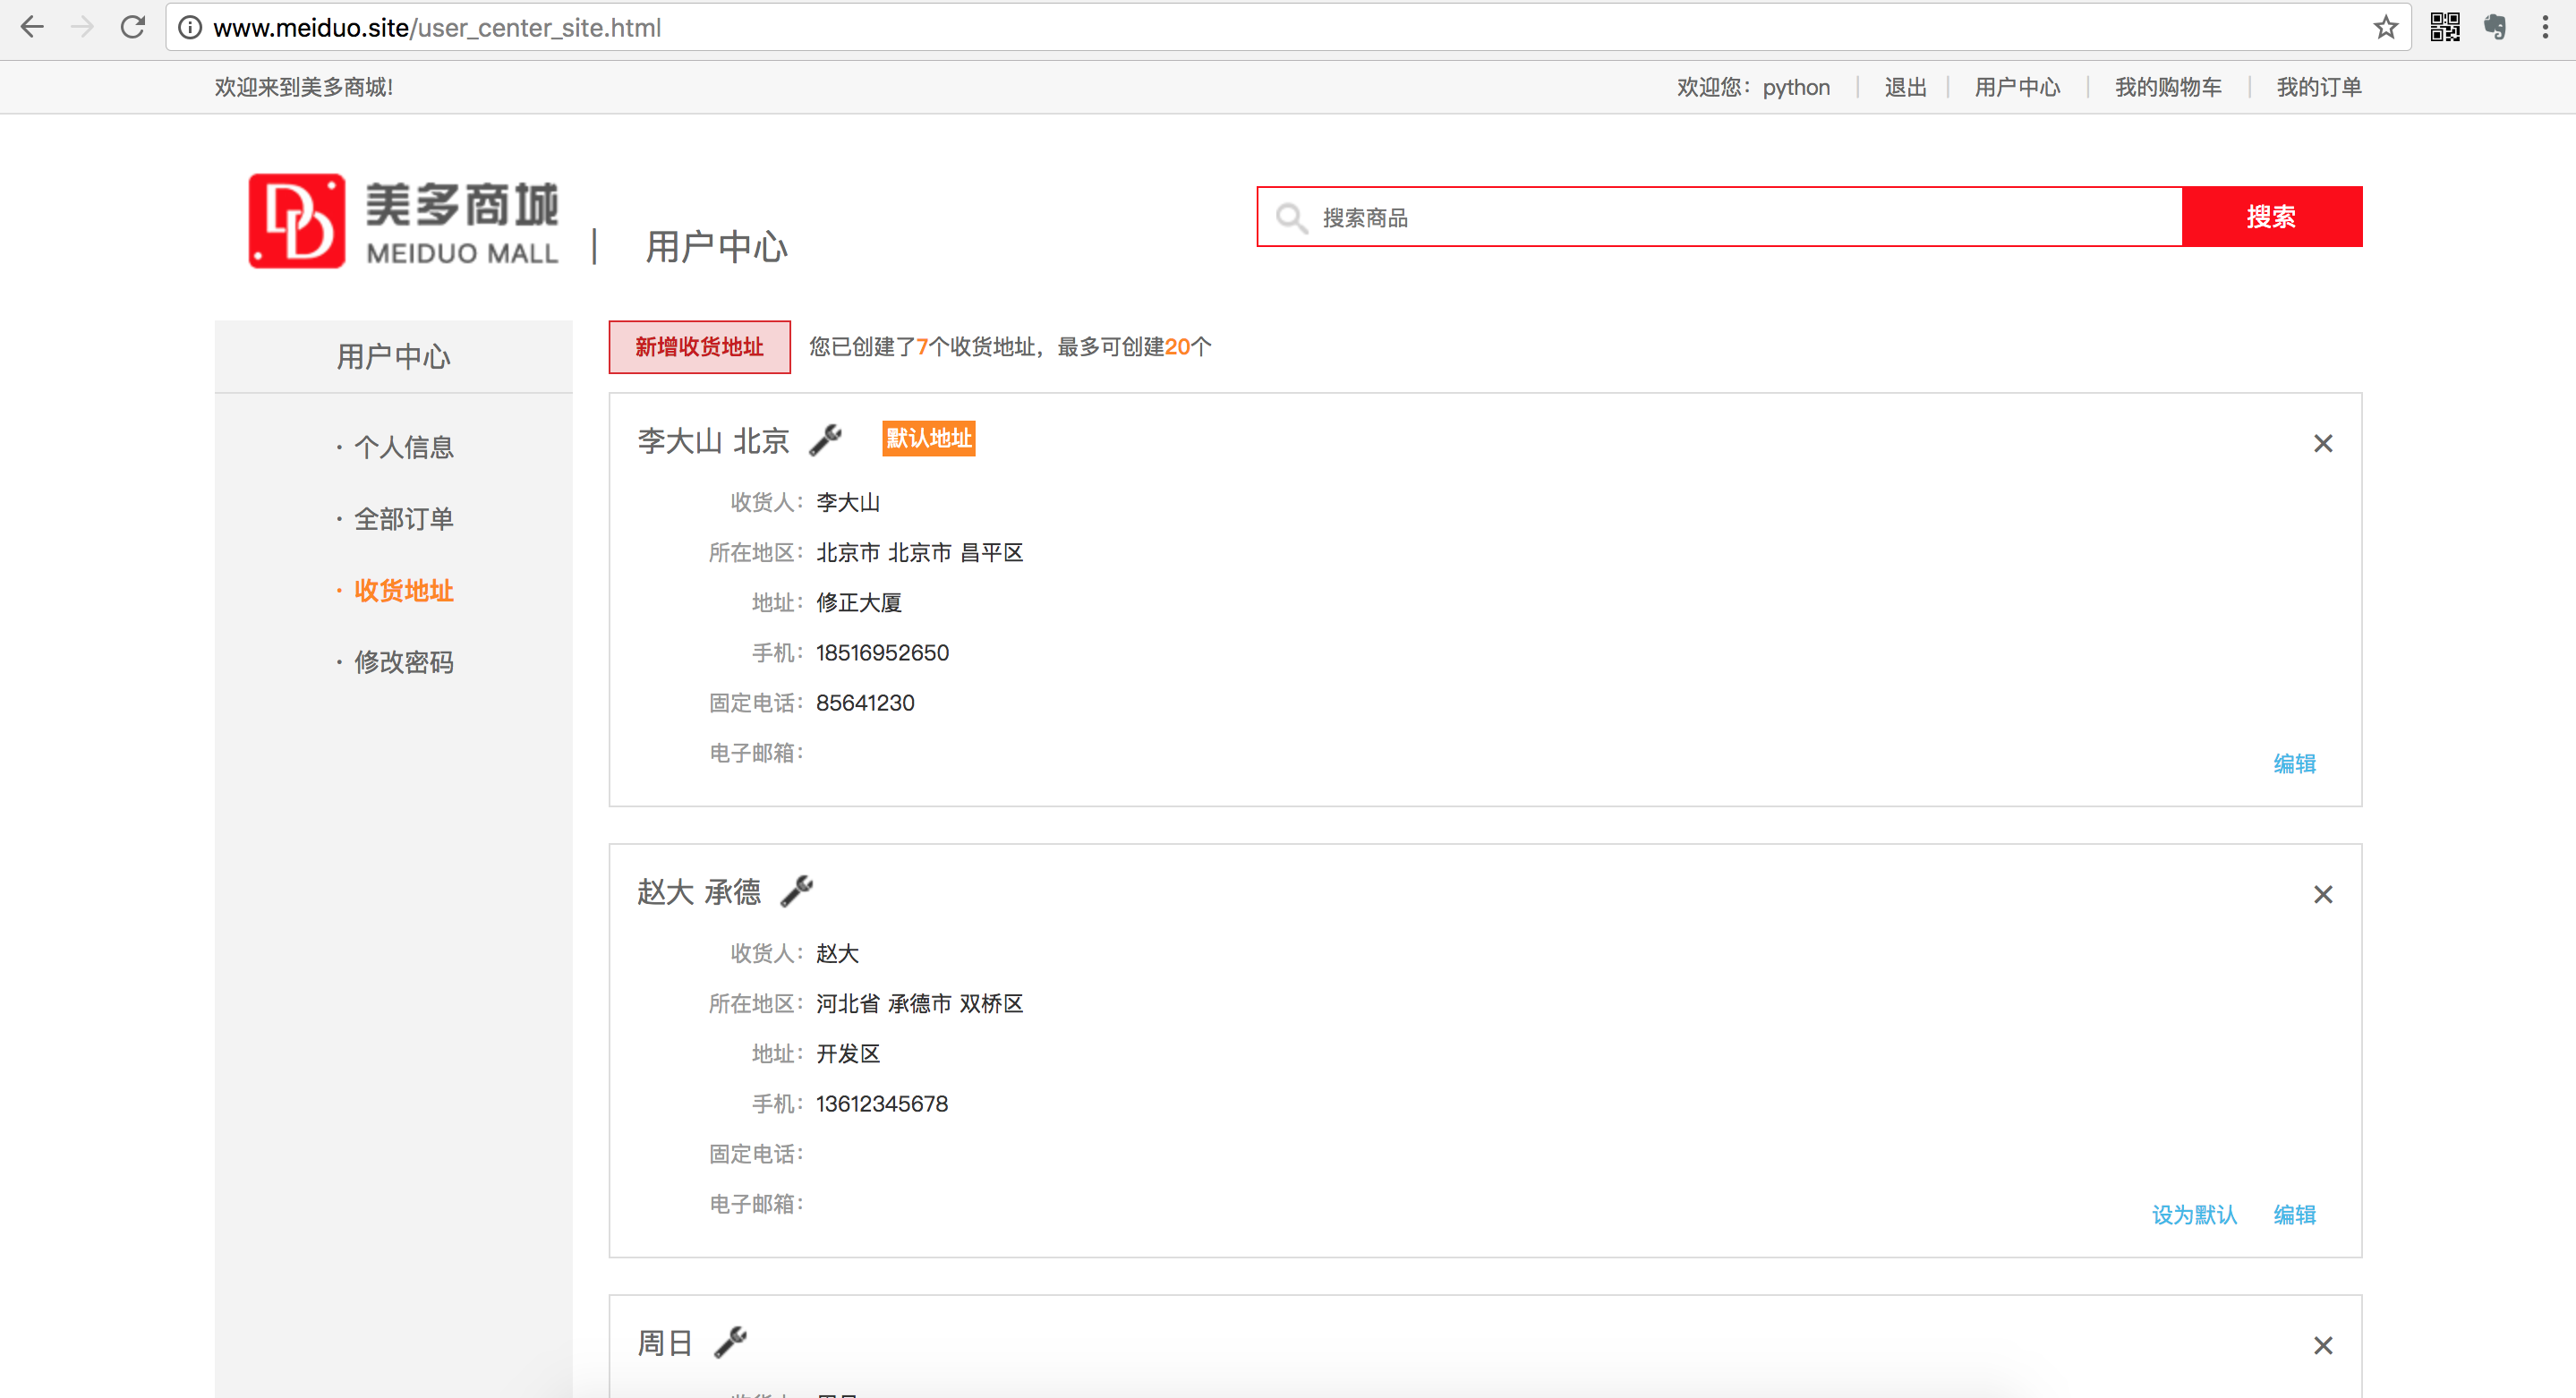 www.meiduo.site/user_center_site.html
欢迎来到美多商城!
欢迎您：python | 退出 | 用户中心 | 我的购物车 | 我的订单
美多商城
MEIDUO MALL
| 用户中心
搜索商品
搜索
用户中心
· 个人信息
· 全部订单
· 收货地址
· 修改密码
新增收货地址 您已创建了7个收货地址，最多可创建20个
李大山 北京 默认地址
收货人：李大山
所在地区：北京市 北京市 昌平区
地址：修正大厦
手机：18516952650
固定电话：85641230
电子邮箱：
编辑
赵大 承德
收货人：赵大
所在地区：河北省 承德市 双桥区
地址：开发区
手机：13612345678
固定电话：
电子邮箱：
设为默认 编辑
周日